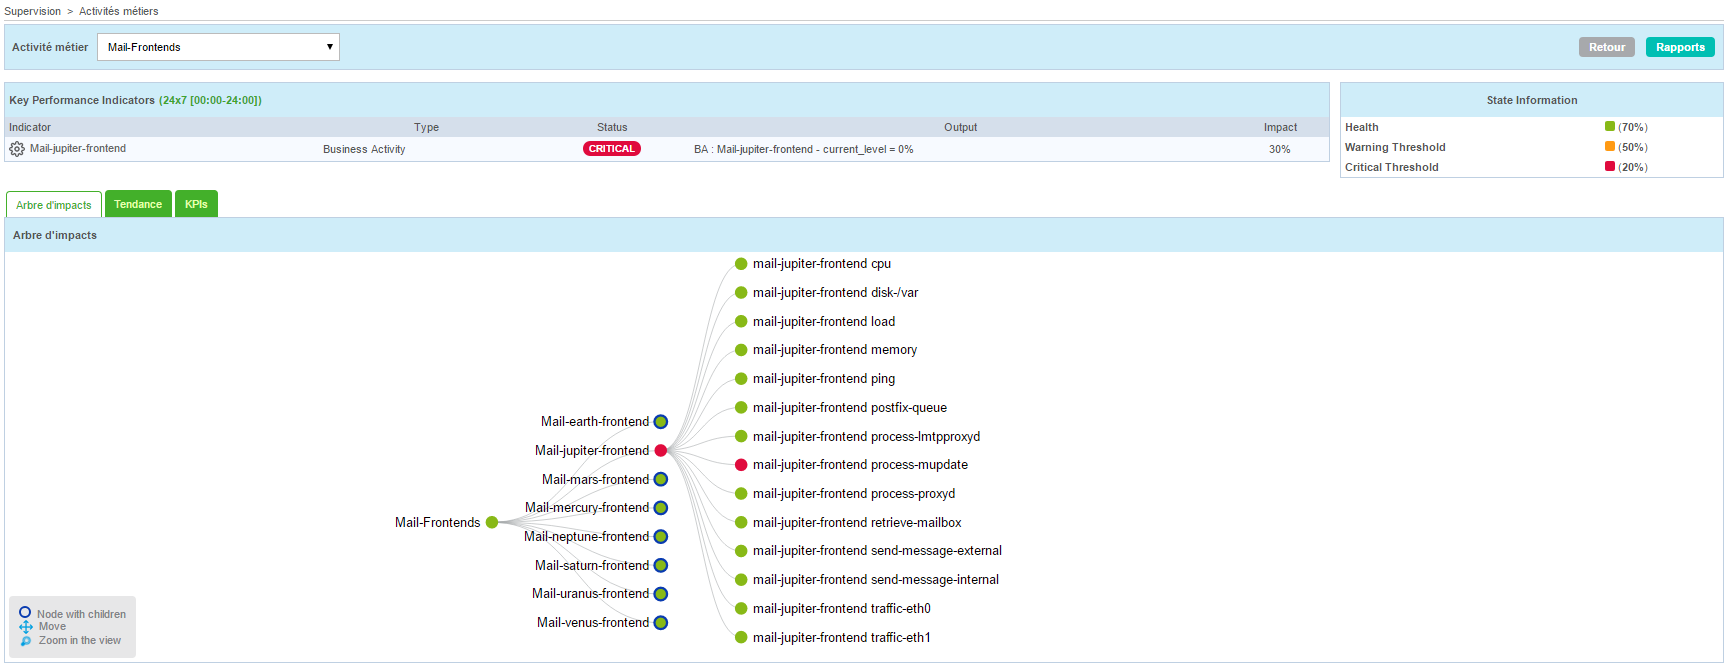 Supervision > Activités métiers
Activité métier Mail-Frontends Retour Rapports
Key Performance Indicators (24x7 [00:00-24:00])
Indicator Type Status Output Impact
Mail-jupiter-frontend Business Activity CRITICAL BA : Mail-jupiter-frontend - current_level = 0% 30%
State Information
Health (70%)
Warning Threshold (50%)
Critical Threshold (20%)
Arbre d'impacts Tendance KPIs
Arbre d'impacts
Mail-Frontends
Mail-earth-frontend
Mail-jupiter-frontend
Mail-mars-frontend
Mail-mercury-frontend
Mail-neptune-frontend
Mail-saturn-frontend
Mail-uranus-frontend
Mail-venus-frontend
mail-jupiter-frontend cpu
mail-jupiter-frontend disk-/var
mail-jupiter-frontend load
mail-jupiter-frontend memory
mail-jupiter-frontend ping
mail-jupiter-frontend postfix-queue
mail-jupiter-frontend process-lmtpproxyd
mail-jupiter-frontend process-mupdate
mail-jupiter-frontend process-proxyd
mail-jupiter-frontend retrieve-mailbox
mail-jupiter-frontend send-message-external
mail-jupiter-frontend send-message-internal
mail-jupiter-frontend traffic-eth0
mail-jupiter-frontend traffic-eth1
Node with children
Move
Zoom in the view